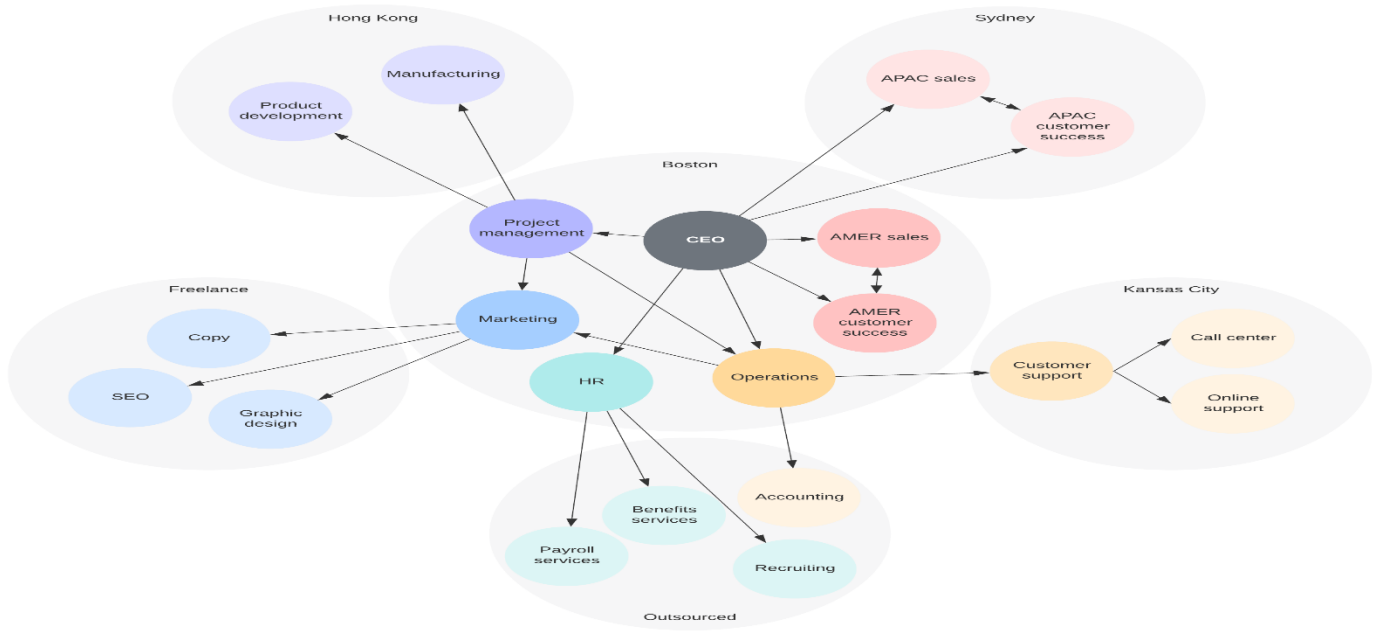 Hong Kong
Manufacturing
Product
development
Sydney
APAC sales
APAC
customer
success
Boston
Project
management
CEO
AMER sales
AMER
customer
success
Marketing
HR
Operations
Freelance
Copy
SEO
Graphic
design
Kansas City
Customer
support
Call center
Online
support
Accounting
Benefits
services
Payroll
services
Recruiting
Outsourced